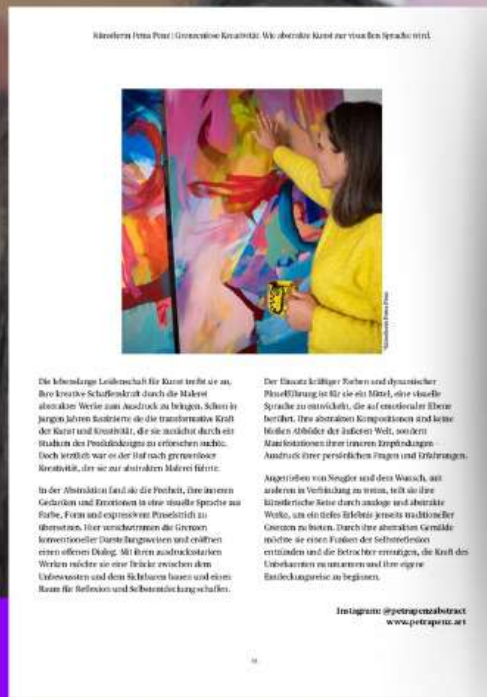 Künstlerin Petra Penz | Grenzenlose Kreativität. Wie abstrakte Kunst zur visuellen Sprache wird.
©Künstlerin Petra Penz
Die lebenslange Leidenschaft für Kunst treibt sie an,
ihre kreative Schaffenskraft durch die Malerei
abstrakter Werke zum Ausdruck zu bringen. Schon in
jungen Jahren faszinierte sie die transformative Kraft
der Kunst und Kreativität, die sie zunächst durch ein
Studium des Produktdesigns zu erforschen suchte.
Doch letztlich war es der Ruf nach grenzenloser
Kreativität, der sie zur abstrakten Malerei führte.
In der Abstraktion fand sie die Freiheit, ihre inneren
Gedanken und Emotionen in eine visuelle Sprache aus
Farbe, Form und expressivem Pinselstrich zu
übersetzen. Hier verschwimmen die Grenzen
konventioneller Darstellungsweisen und eröffnen
einen offenen Dialog. Mit ihren ausdrucksstarken
Werken möchte sie eine Brücke zwischen dem
Unbewussten und dem Sichtbaren bauen und einen
Raum für Reflexion und Selbstentdeckung schaffen.
Der Einsatz kräftiger Farben und dynamischer
Pinselführung ist für sie ein Mittel, eine visuelle
Sprache zu entwickeln, die auf emotionaler Ebene
berührt. Ihre abstrakten Kompositionen sind keine
bloßen Abbilder der äußeren Welt, sondern
Manifestationen ihrer inneren Empfindungen –
Ausdruck ihrer persönlichen Fragen und Erfahrungen.
Angetrieben von Neugier und dem Wunsch, mit
anderen in Verbindung zu treten, teilt sie ihre
künstlerische Reise durch analoge und abstrakte
Werke, um ein tiefes Erlebnis jenseits traditioneller
Grenzen zu bieten. Durch ihre abstrakten Gemälde
möchte sie einen Funken der Selbstreflexion
entzünden und die Betrachter ermutigen, die Kraft des
Unbekannten zu umarmen und ihre eigene
Entdeckungsreise zu beginnen.
Instagram: @petrapenzabstract
www.petrapenz.art